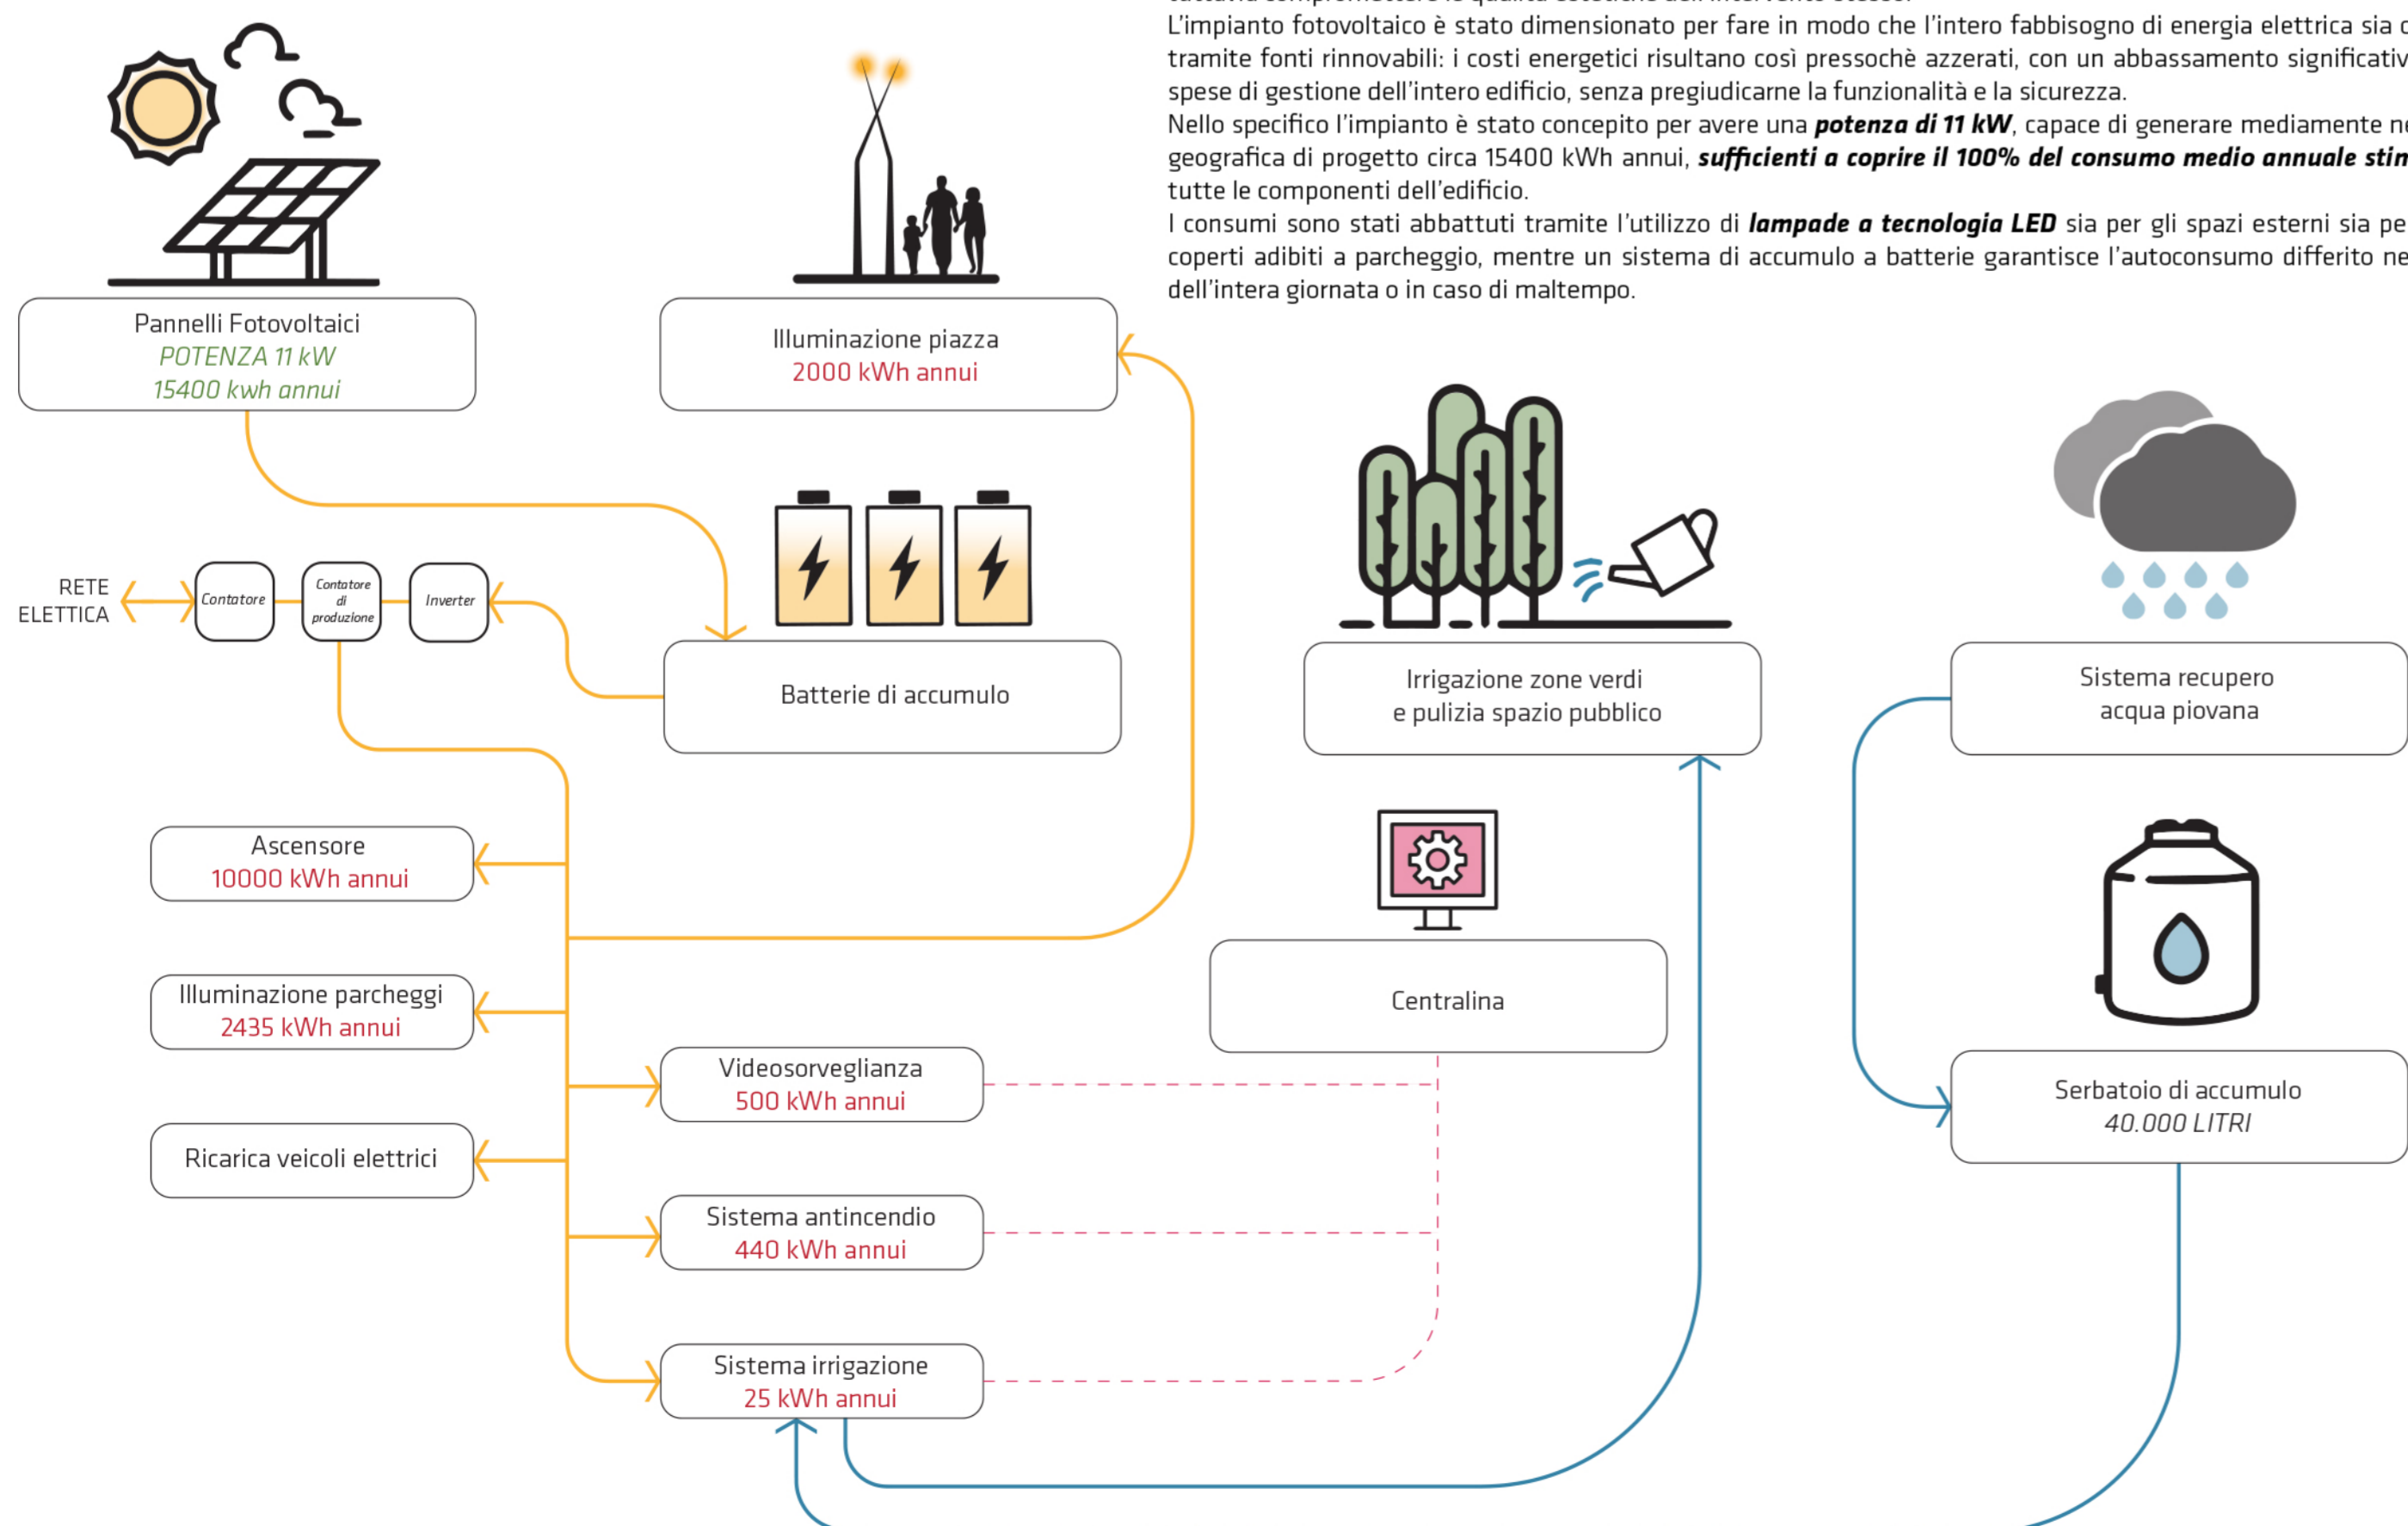 L'impianto fotovoltaico è stato dimensionato per fare in modo che l'intero fabbisogno di energia elettrica sia
tramite fonti rinnovabili: i costi energetici risultano così pressochè azzerati, con un abbassamento
spese di gestione dell'intero edificio, senza pregiudicarne la funzionalità e la sicurezza.
Nello specifico l'impianto è stato concepito per avere una potenza di 11 kW, capace di generare mediamente
geografica di progetto circa 15400 kWh annui, sufficienti a coprire il 100% del consumo medio annuale
tutte le componenti dell'edificio.
I consumi sono stati abbattuti tramite l'utilizzo di lampade a tecnologia LED sia per gli spazi esterni sia
coperti adibiti a parcheggio, mentre un sistema di accumulo a batterie garantisce l'autoconsumo differito
dell'intera giornata o in caso di maltempo.
Pannelli Fotovoltaici
POTENZA 11 kW
15400 kwh annui
Illuminazione piazza
2000 kWh annui
RETE
ELETTICA
Contatore
Contatore
di
produzione
Inverter
Batterie di accumulo
Irrigazione zone verdi
e pulizia spazio pubblico
Sistema recupero
acqua piovana
Ascensore
10000 kWh annui
Illuminazione parcheggi
2435 kWh annui
Centralina
Videosorveglianza
500 kWh annui
Serbatoio di accumulo
40.000 LITRI
Ricarica veicoli elettrici
Sistema antincendio
440 kWh annui
Sistema irrigazione
25 kWh annui